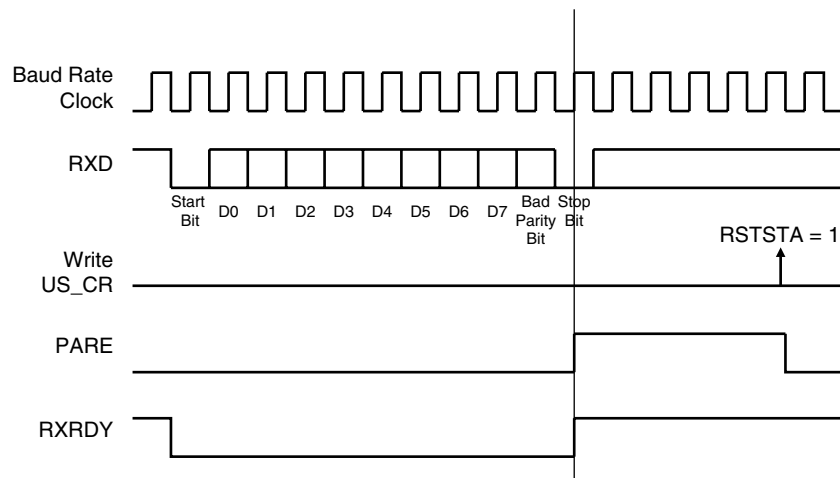 Baud Rate
Clock
RXD
Start
Bit
D0
D1
D2
D3
D4
D5
D6
D7
Bad
Parity
Bit
Stop
Bit
RSTSTA = 1
Write
US_CR
PARE
RXRDY